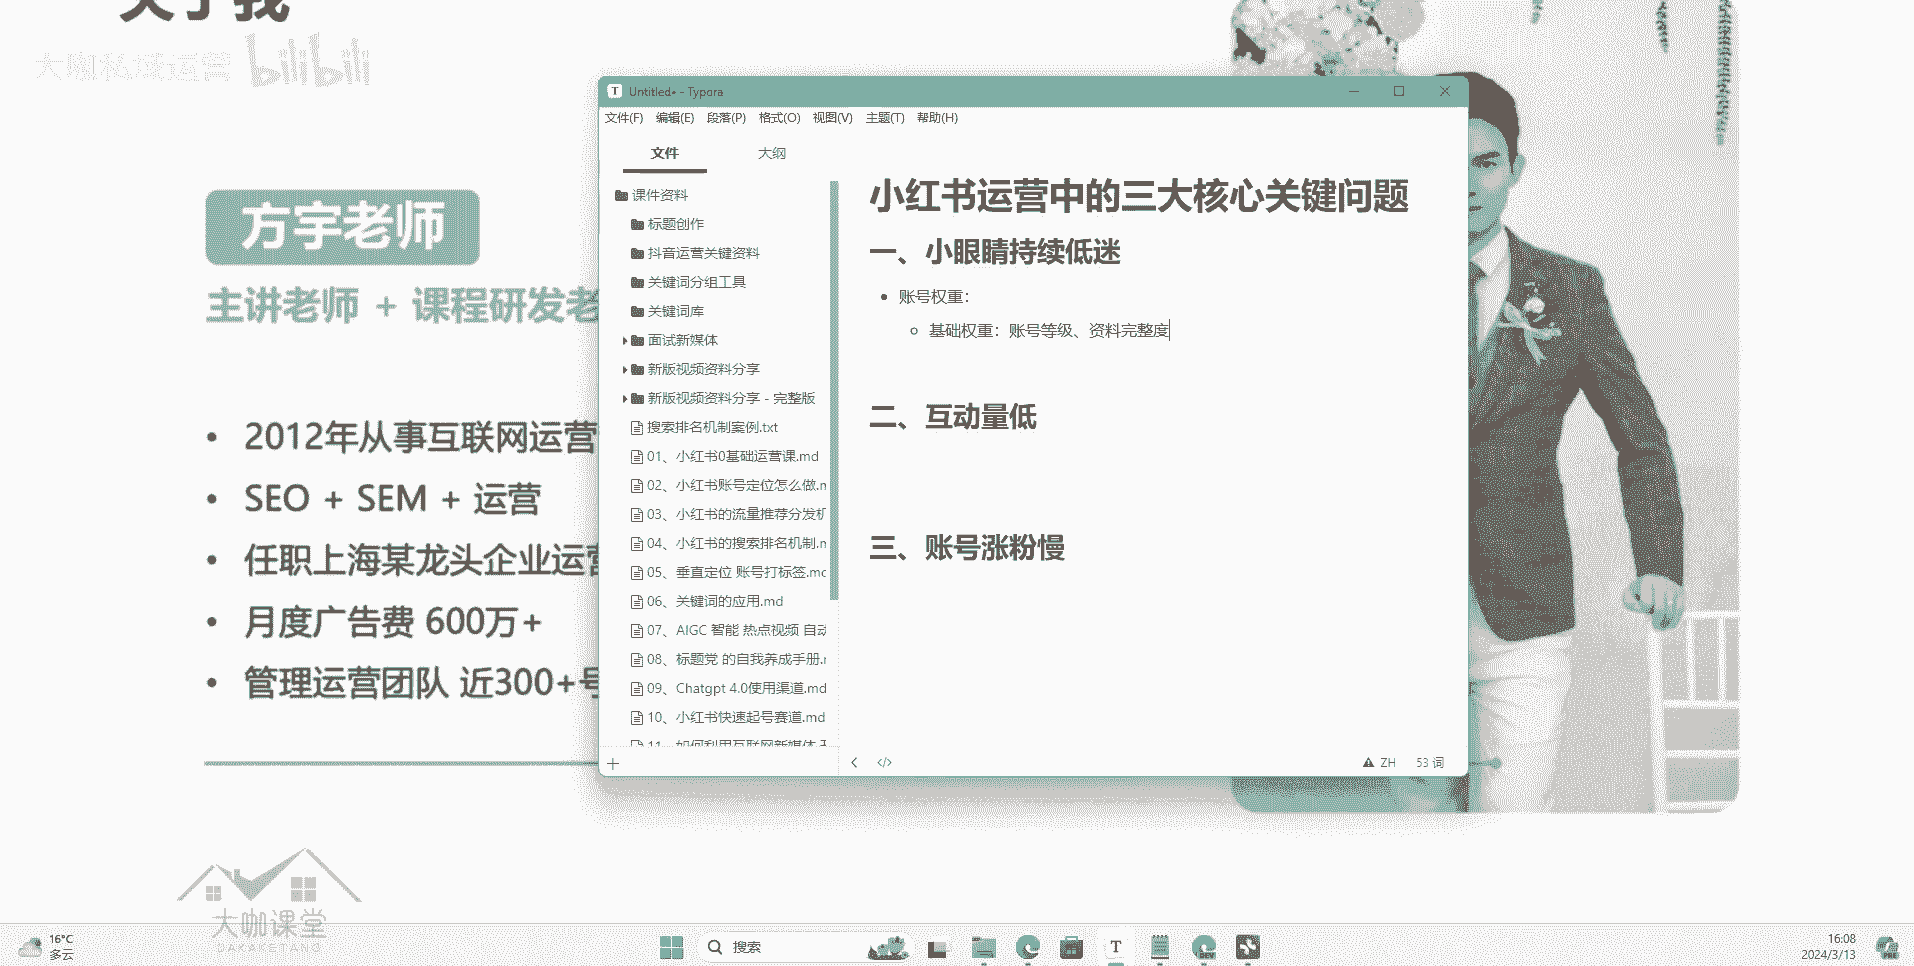 关于我
大咖私域运营 bilibili
方宇老师
主讲老师 + 课程研发老
• 2012年从事互联网运营
• SEO + SEM + 运营
• 任职上海某龙头企业运营
• 月度广告费 600万+
• 管理运营团队 近300+号
大咖课堂
DAKAKETANG
Untitled• - Typora
文件(F) 编辑(E) 段落(P) 格式(O) 视图(V) 主题(T) 帮助(H)
文件 大纲
课件资料
标题创作
抖音运营关键资料
关键词分组工具
关键词库
面试新媒体
新版视频资料分享
新版视频资料分享 - 完整版
搜索排名机制案例.txt
01、小红书0基础运营课.md
02、小红书账号定位怎么做.m
03、小红书的流量推荐分发机
04、小红书的搜索排名机制.m
05、垂直定位 账号打标签.md
06、关键词的应用.md
07、AIGC 智能 热点视频 自动
08、标题党 的自我养成手册.m
09、Chatgpt 4.0使用渠道.md
10、小红书快速起号赛道.md
11、如何利用互联网新媒体
小红书运营中的三大核心关键问题
一、小眼睛持续低迷
• 账号权重：
基础权重：账号等级、资料完整度
二、互动量低
三、账号涨粉慢
ZH 53 词
16°C
多云
搜索
T
DEV
16:08
2024/3/13
PRE